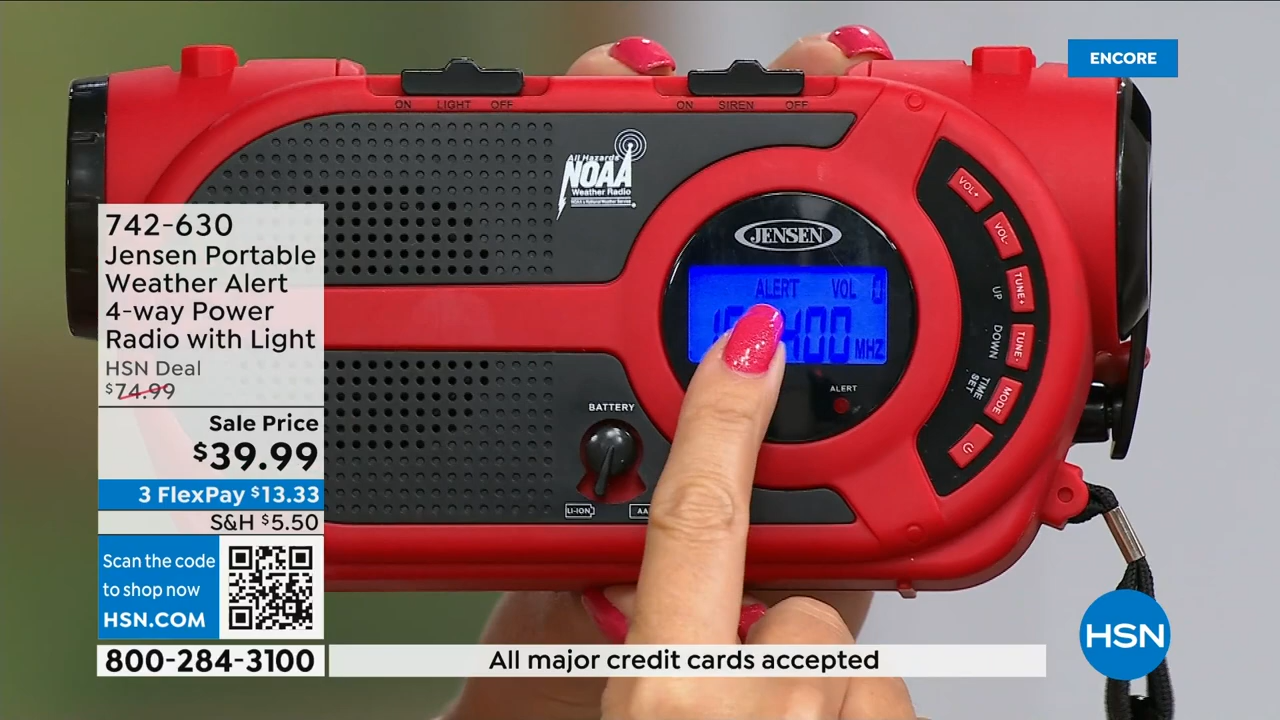 ENCORE
ON LIGHT OFF
ON SIREN OFF
All Hazards
NOAA
Weather Radio
JENSEN
ALERT VOL 0
400 MHZ
ALERT
VOL+
VOL-
TUNE+
UP
TUNE-
DOWN
MODE
TIME SET
BATTERY
LI-ION
AA
742-630
Jensen Portable
Weather Alert
4-way Power
Radio with Light
HSN Deal
$74.99
Sale Price
$39.99
3 FlexPay $13.33
S&H $5.50
Scan the code
to shop now
HSN.COM
800-284-3100
All major credit cards accepted
HSN